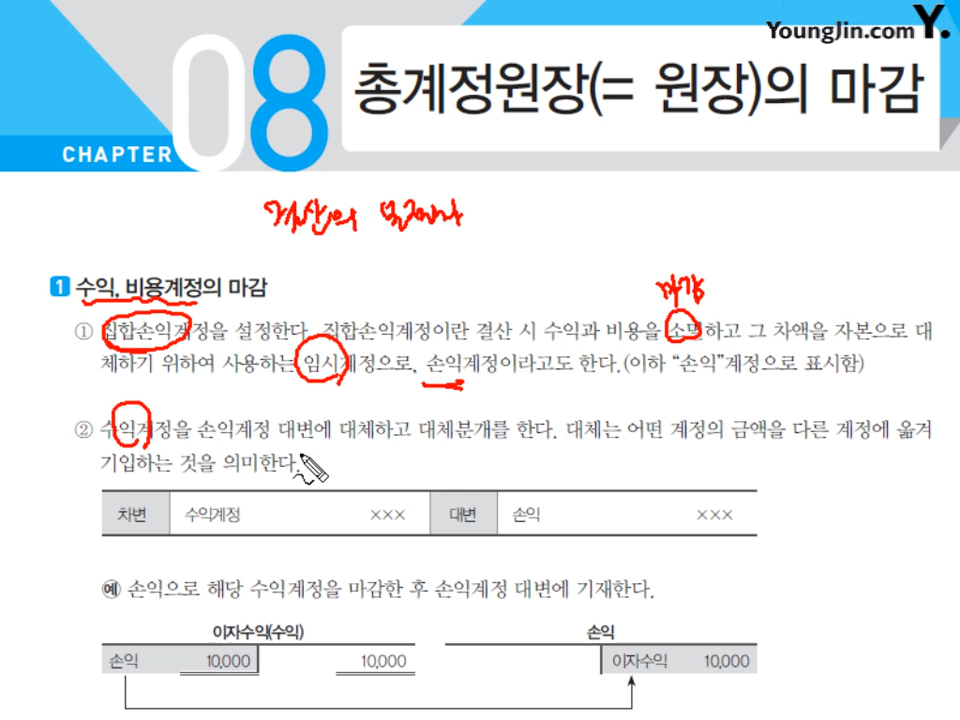 YoungJin.com Y.
CHAPTER 08
총계정원장(= 원장)의 마감
결산의
1 수익, 비용계정의 마감
마감
① 집합손익계정을 설정한다. 집합손익계정이란 결산 시 수익과 비용을 소멸하고 그 차액을 자본으로 대
체하기 위하여 사용하는 임시계정으로, 손익계정이라고도 한다.(이하 “손익”계정으로 표시함)
② 수익계정을 손익계정 대변에 대체하고 대체분개를 한다. 대체는 어떤 계정의 금액을 다른 계정에 옮겨
기입하는 것을 의미한다.
차변 수익계정 ××× 대변 손익 ×××
예 손익으로 해당 수익계정을 마감한 후 손익계정 대변에 기재한다.
이자수익(수익) 손익
손익 10,000 10,000 이자수익 10,000